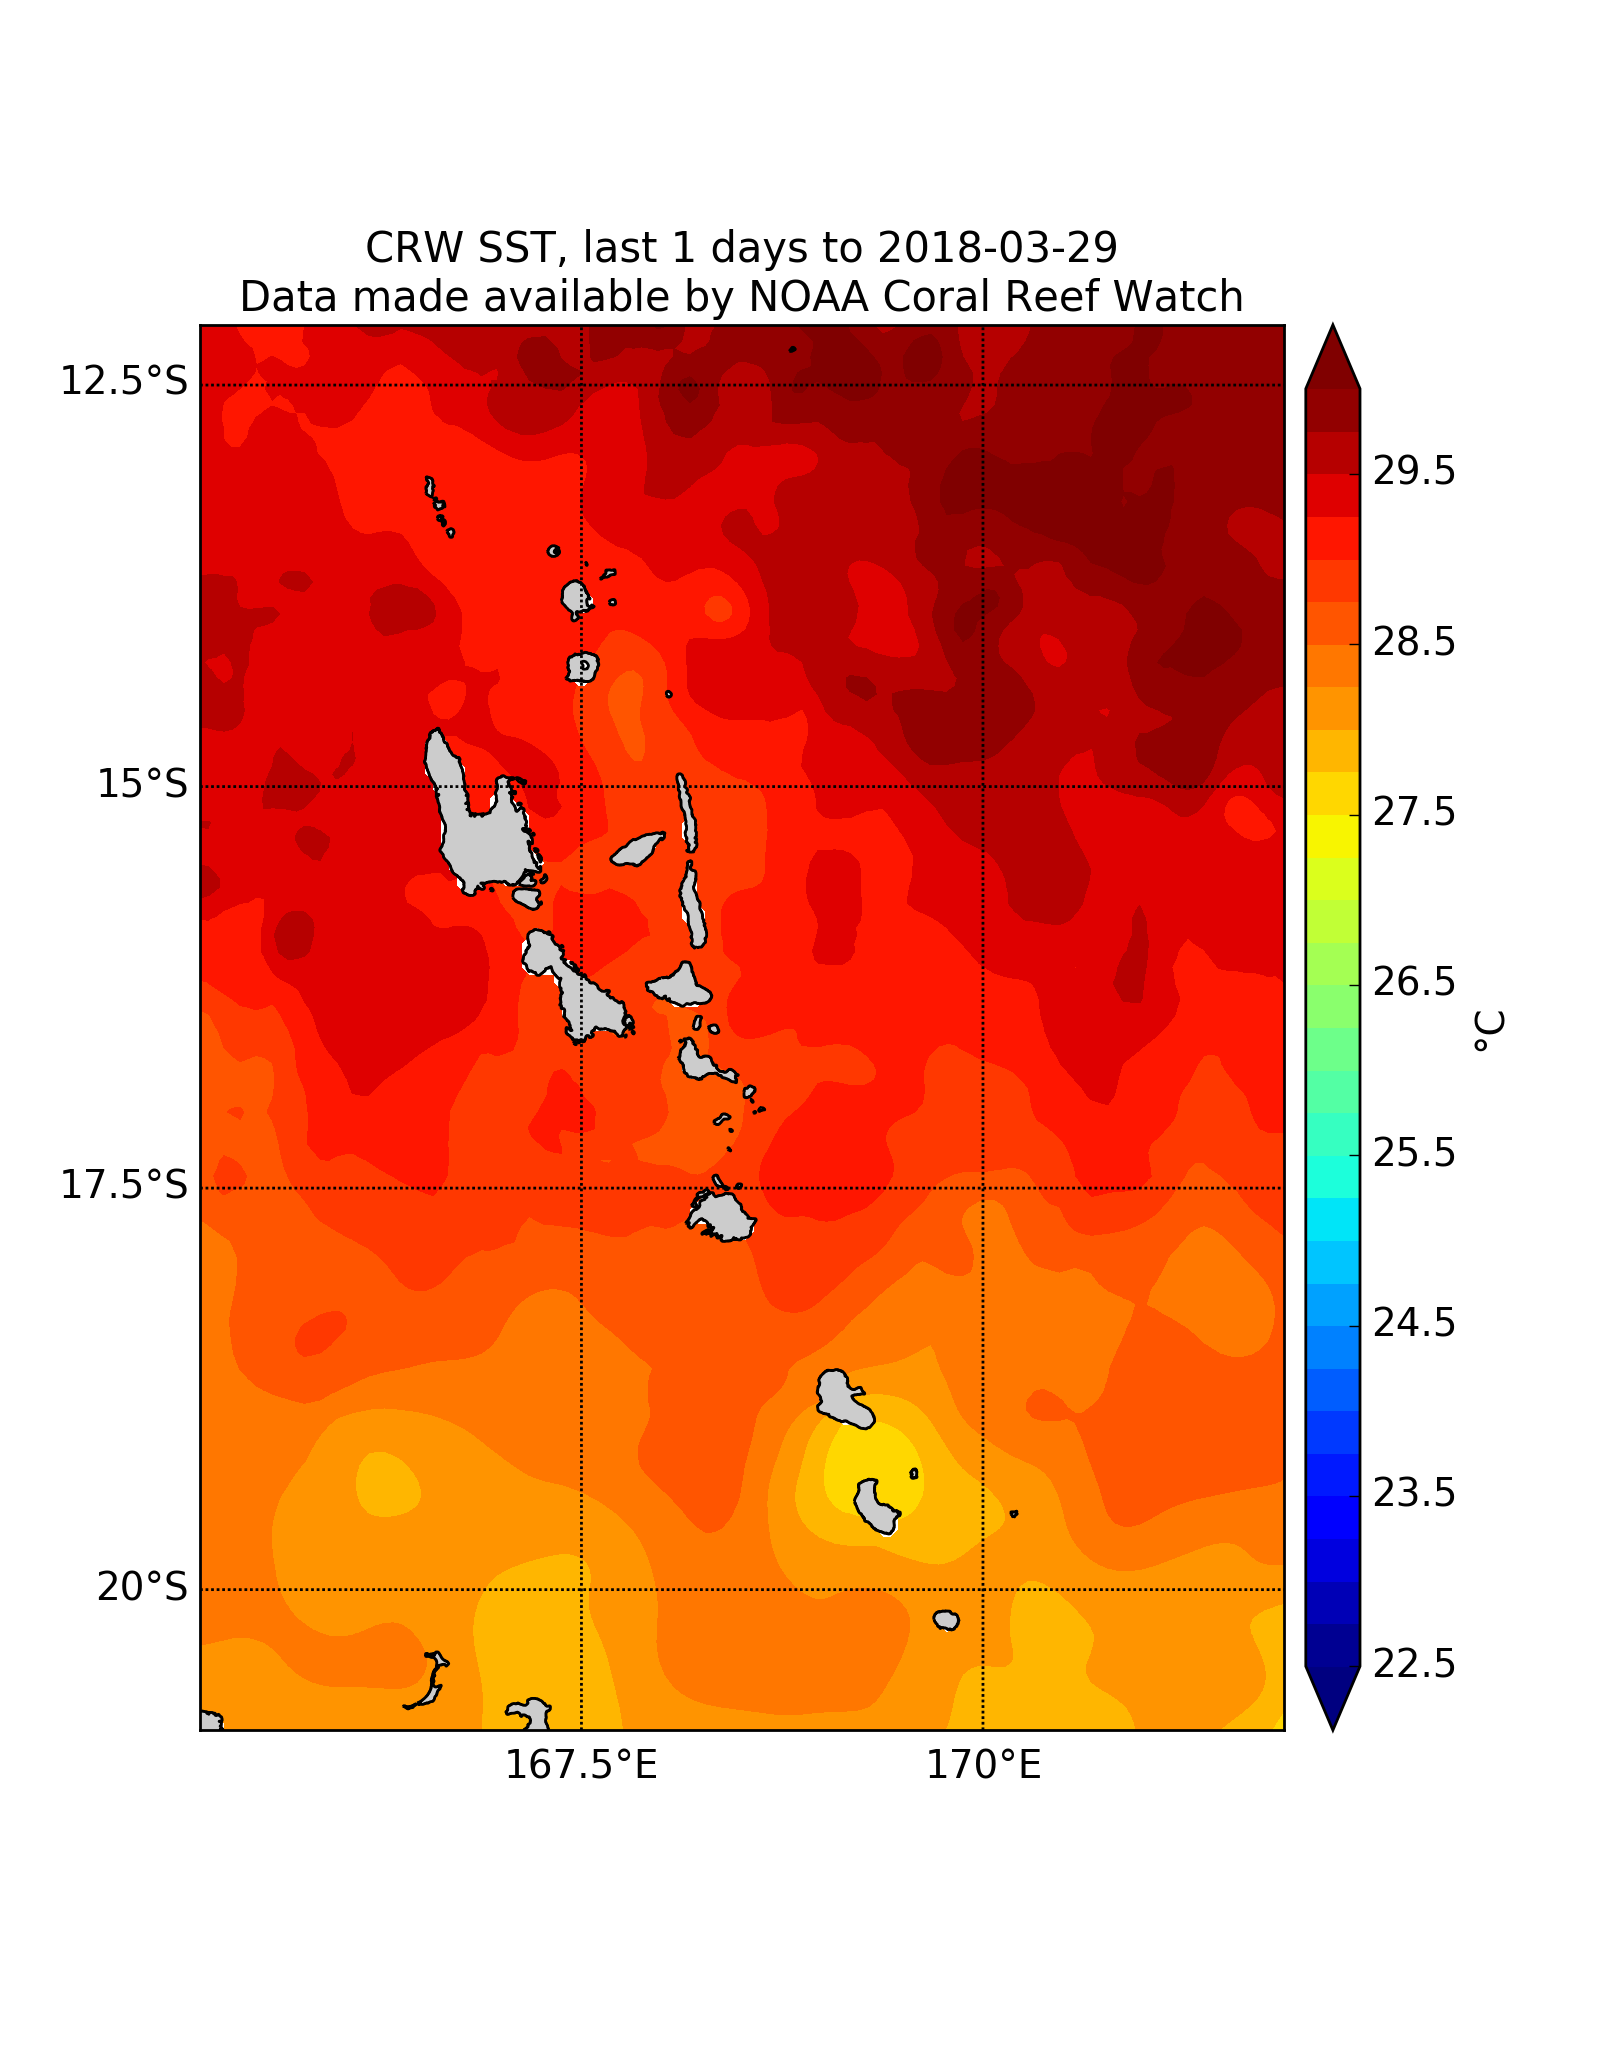 CRW SST, last 1 days to 2018-03-29
Data made available by NOAA Coral Reef Watch
12.5°S
15°S
17.5°S
20°S
167.5°E
170°E
29.5
28.5
27.5
26.5
25.5
24.5
23.5
22.5
°C